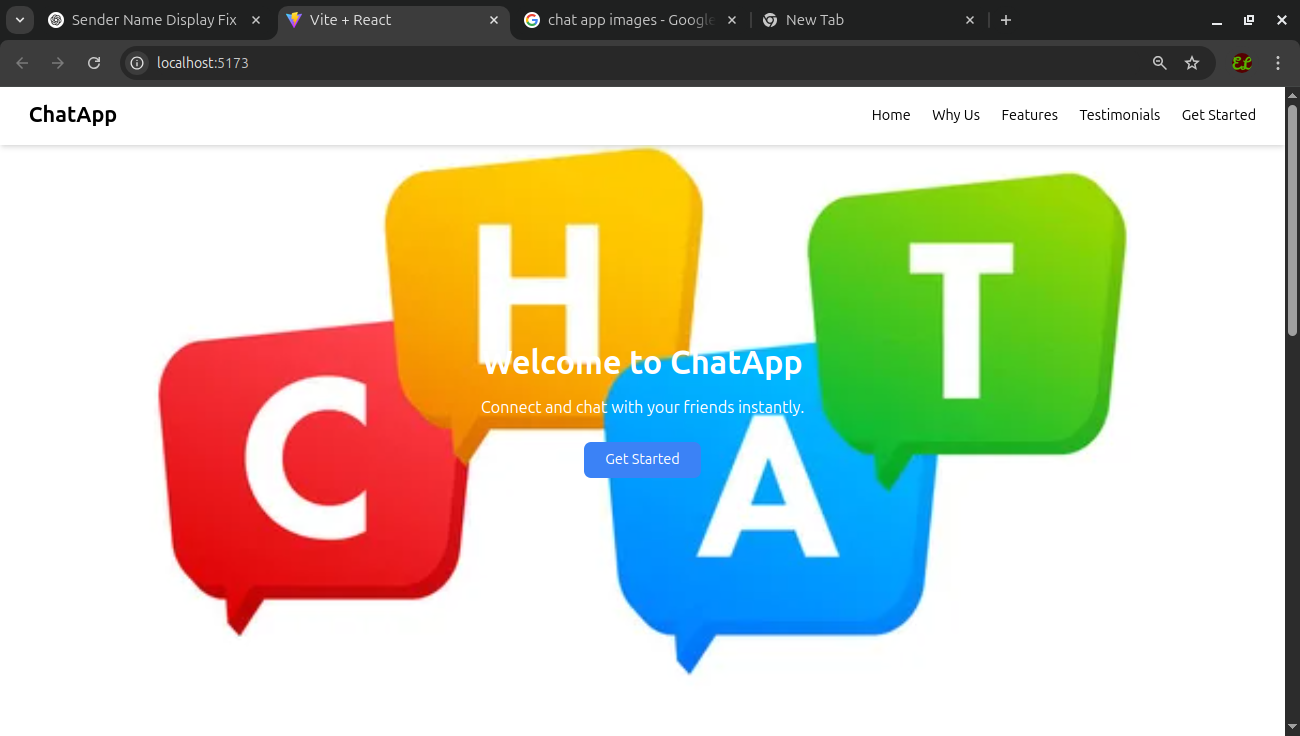 Sender Name Display Fix
Vite + React
chat app images - Google
New Tab
localhost:5173
ChatApp
Home Why Us Features Testimonials Get Started
C H A T
Welcome to ChatApp
Connect and chat with your friends instantly.
Get Started